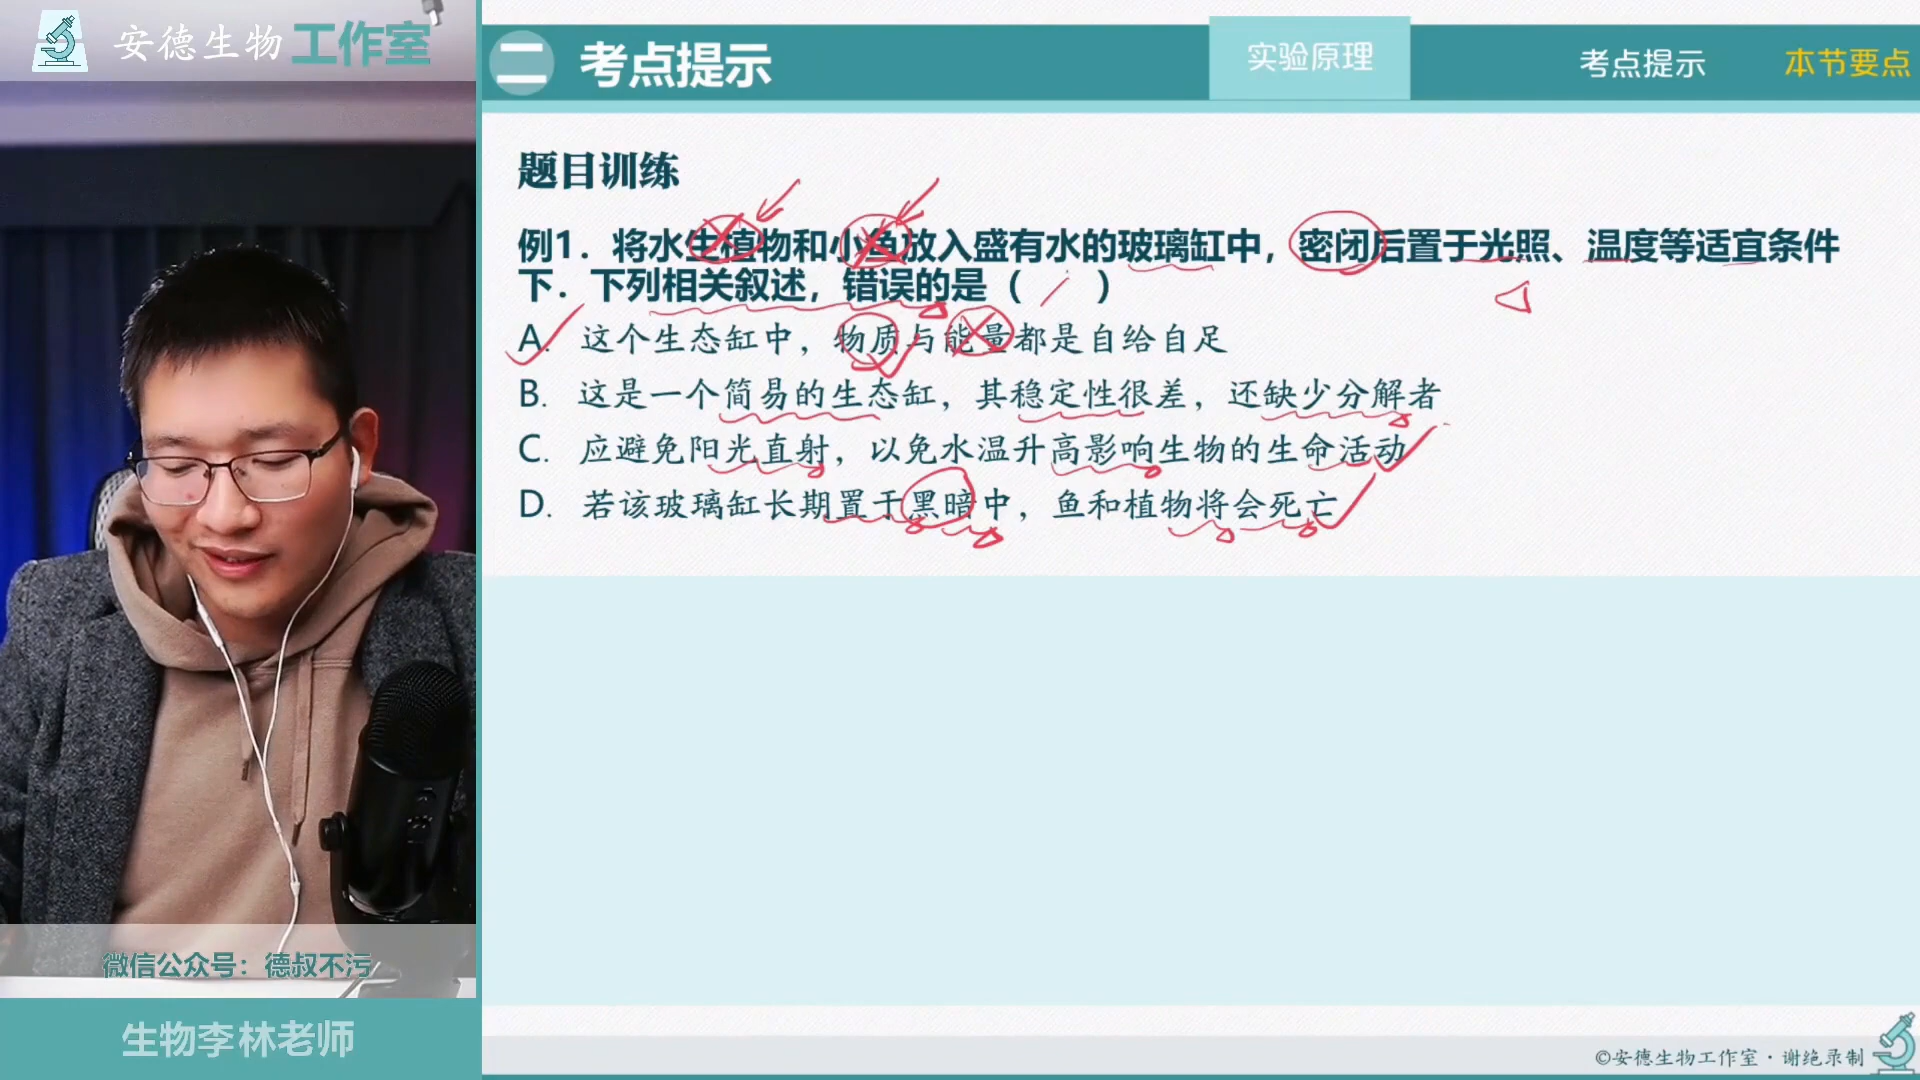 安德生物工作室
二 考点提示
实验原理
考点提示
本节要点
题目训练
例1．将水生植物和小鱼放入盛有水的玻璃缸中，密闭后置于光照、温度等适宜条件
下．下列相关叙述，错误的是（ ）
A. 这个生态缸中，物质与能量都是自给自足
B. 这是一个简易的生态缸，其稳定性很差，还缺少分解者
C. 应避免阳光直射，以免水温升高影响生物的生命活动
D. 若该玻璃缸长期置于黑暗中，鱼和植物将会死亡
微信公众号：德叔不污
生物李林老师
©安德生物工作室·谢绝录制